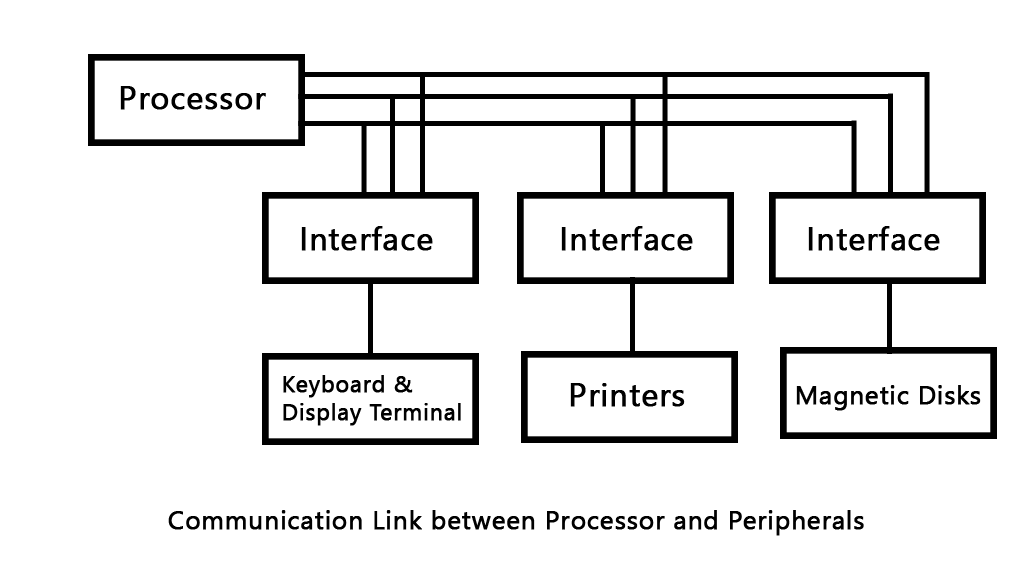 Processor
Interface
Interface
Interface
Keyboard &
Display Terminal
Printers
Magnetic Disks
Communication Link between Processor and Peripherals